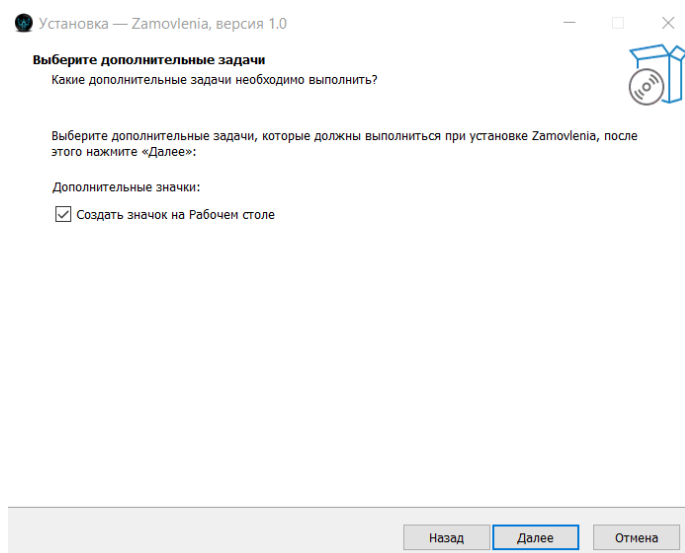 Установка — Zamovlenia, версия 1.0
Выберите дополнительные задачи
Какие дополнительные задачи необходимо выполнить?
Выберите дополнительные задачи, которые должны выполниться при установке Zamovlenia, после
этого нажмите «Далее»:
Дополнительные значки:
Создать значок на Рабочем столе
Назад Далее Отмена